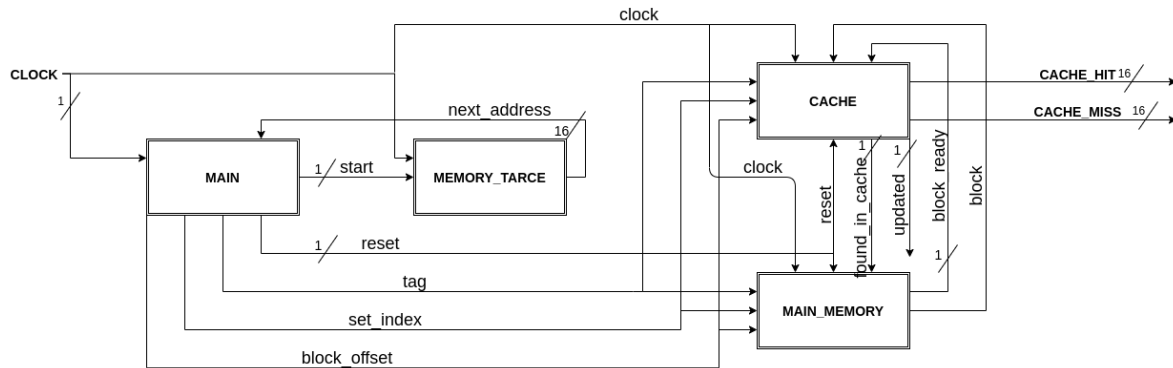 clock
CLOCK
1
next_address
16
MAIN
1
start
MEMORY_TARCE
CACHE
CACHE_HIT
16
CACHE_MISS
16
clock
1
1
reset
found_in_cache
updated
block_ready
block
1
reset
1
tag
MAIN_MEMORY
set_index
block_offset